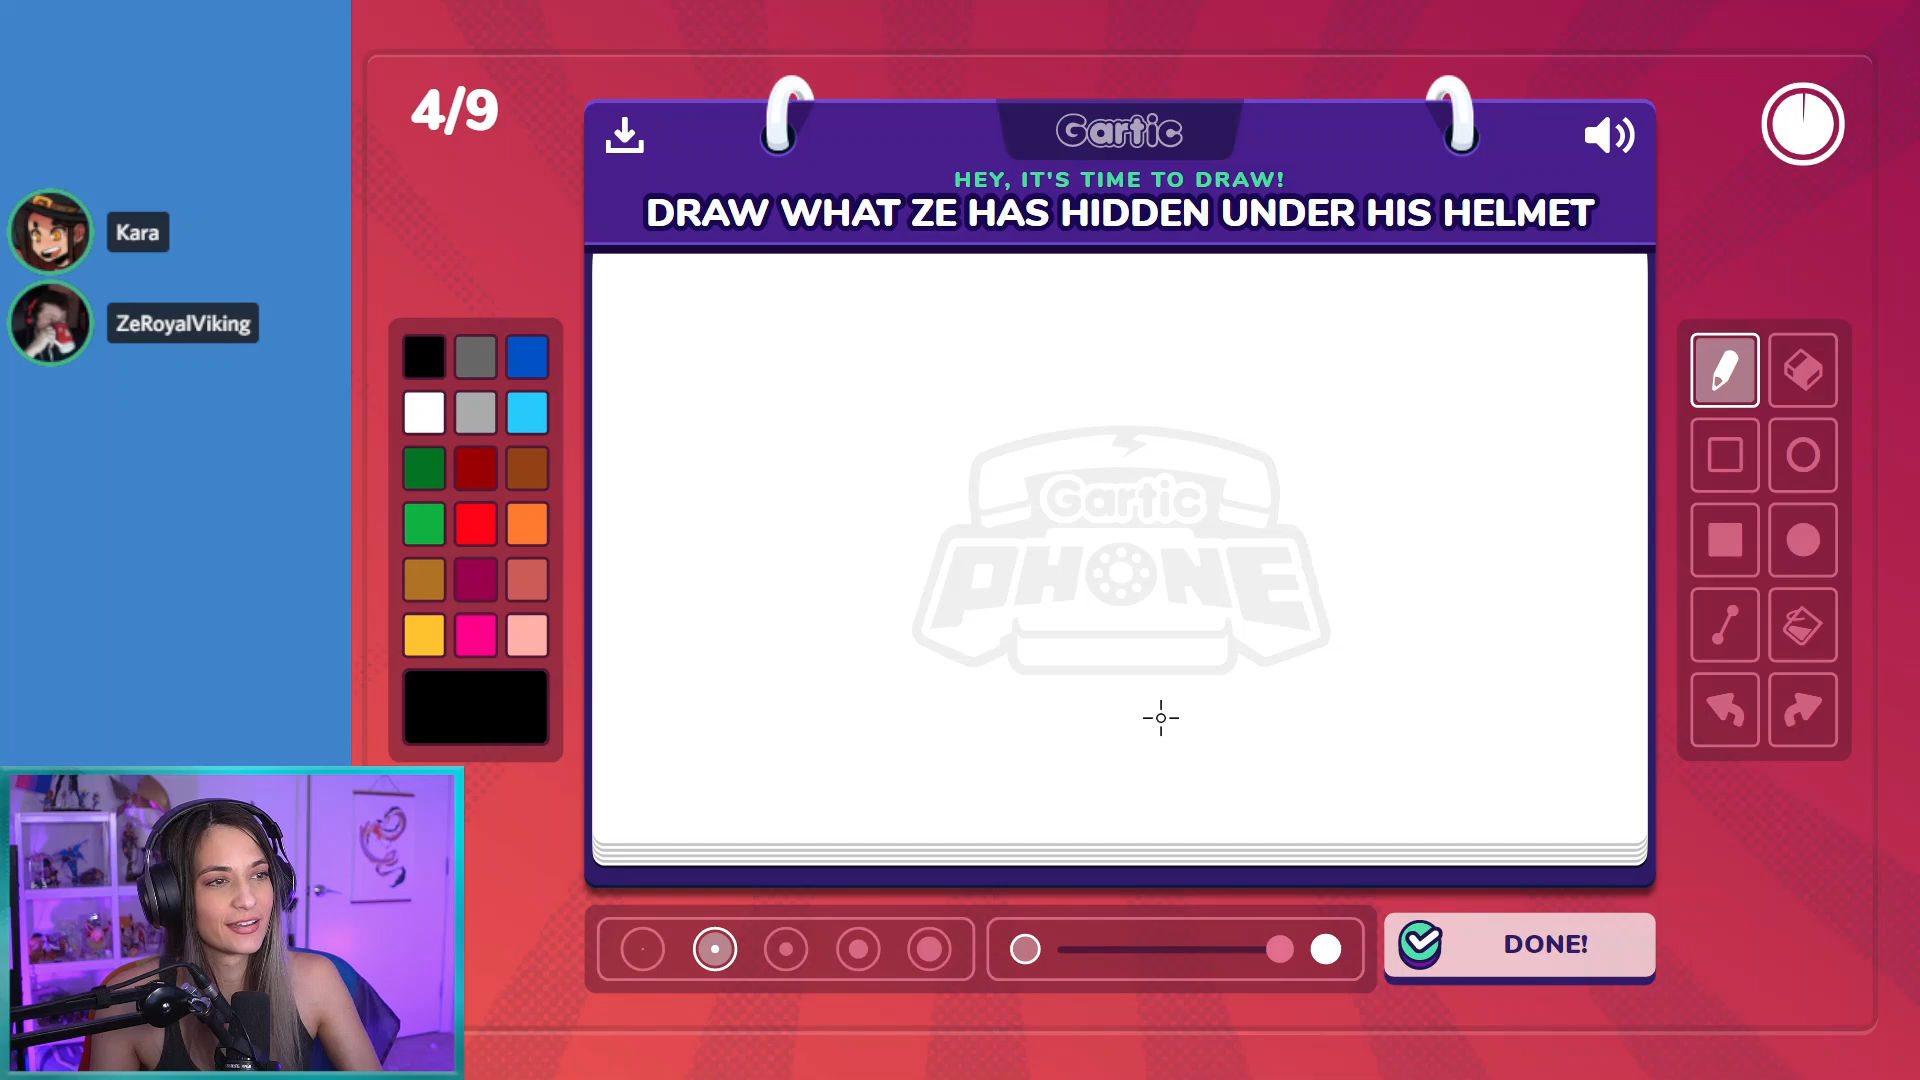 4/9
Gartic
HEY, IT'S TIME TO DRAW!
DRAW WHAT ZE HAS HIDDEN UNDER HIS HELMET
Kara
ZeRoyalViking
Gartic
PHONE
DONE!